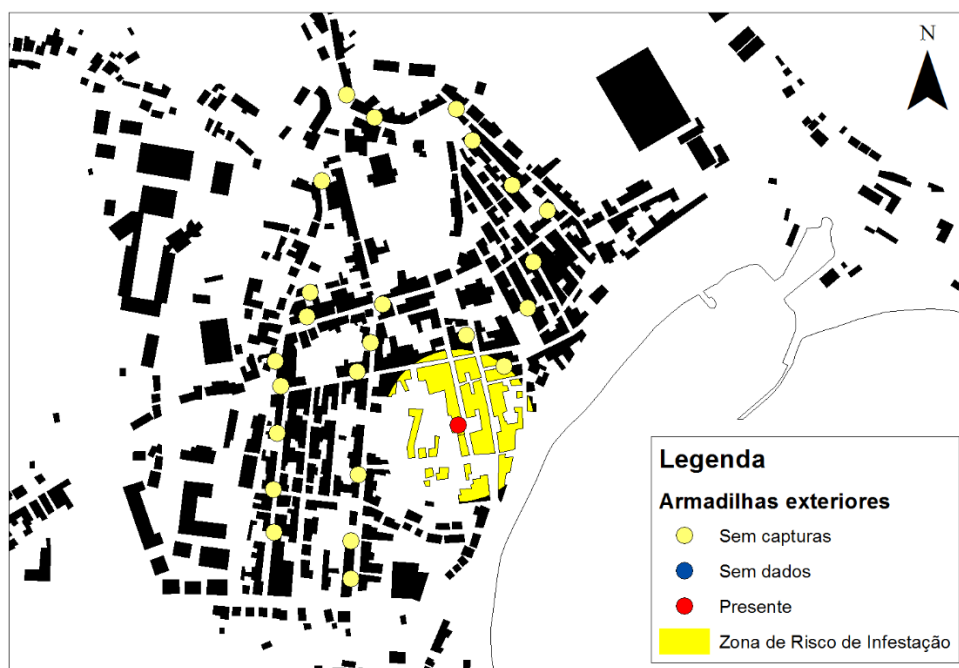 N
Legenda
Armadilhas exteriores
Sem capturas
Sem dados
Presente
Zona de Risco de Infestação